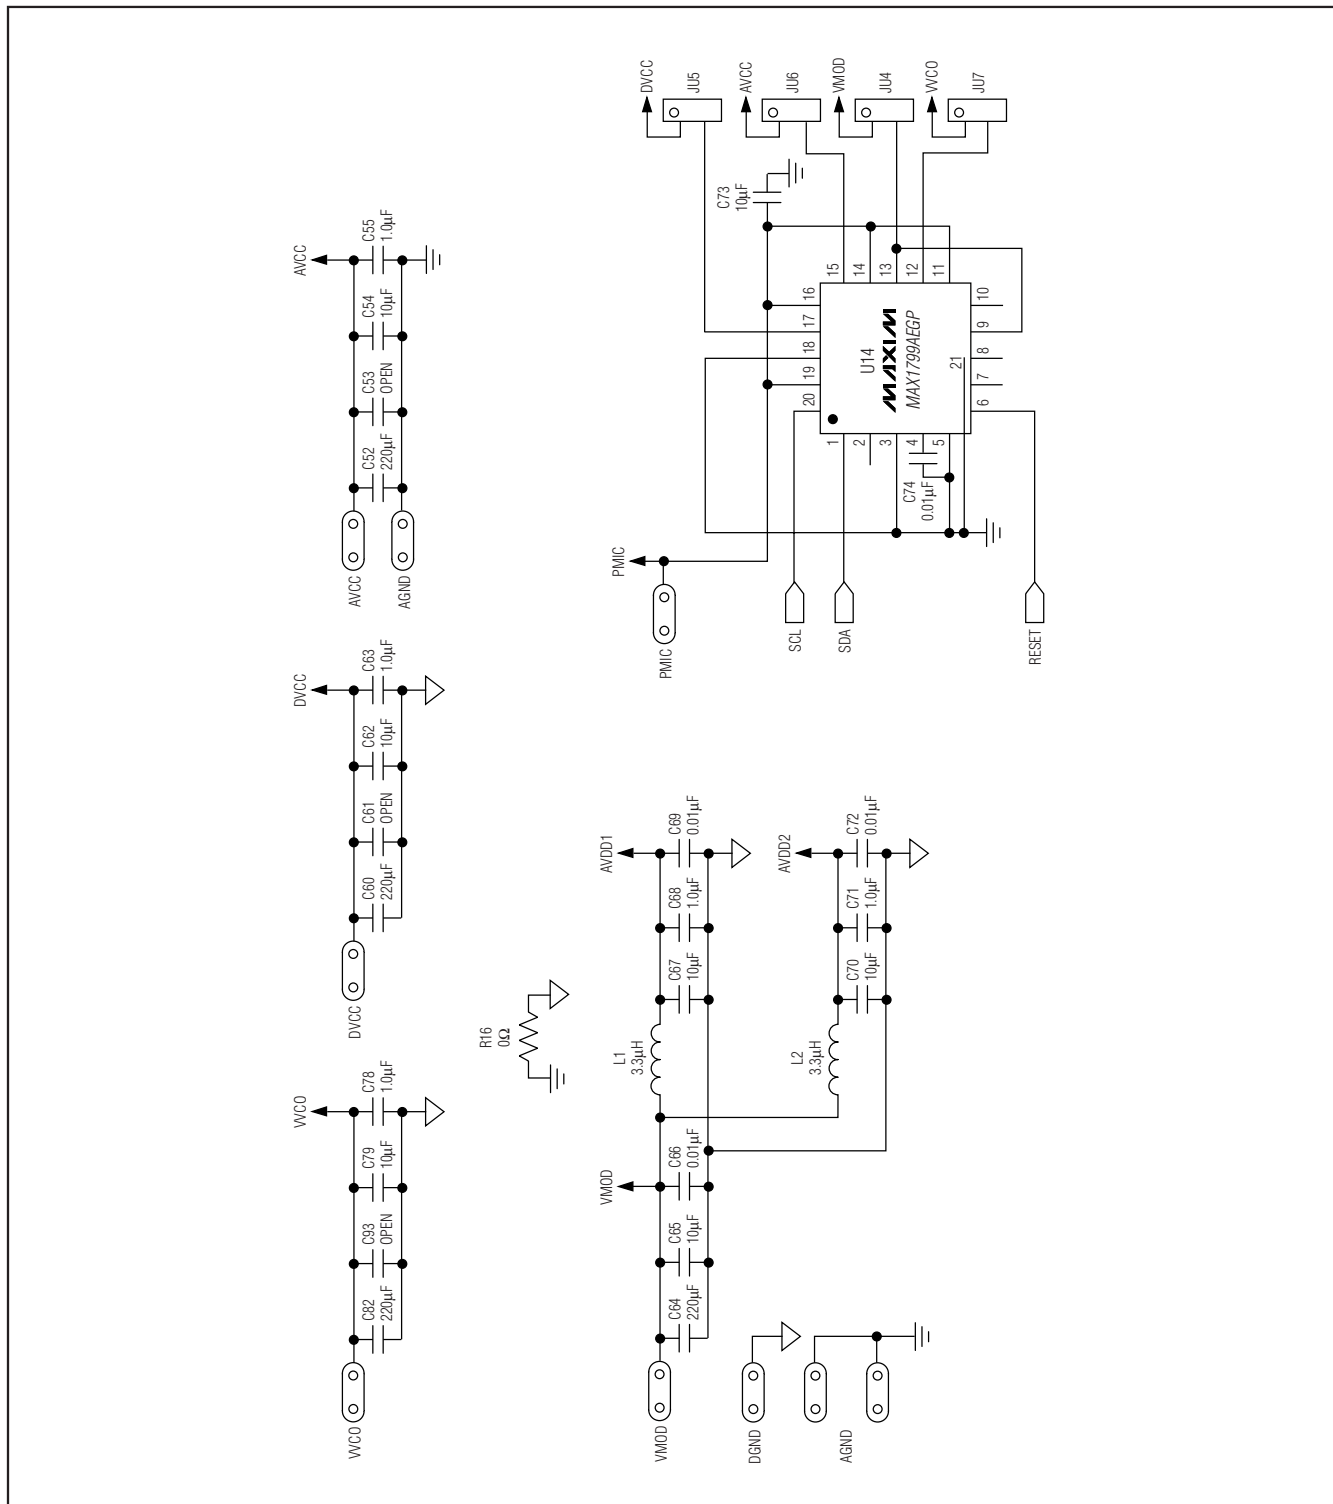 VVCO
VVCO
C82
220µF
C93
OPEN
C79
10µF
C78
1.0µF
DVCC
DVCC
C60
220µF
C61
OPEN
C62
10µF
C63
1.0µF
AVCC
AGND
AVCC
C52
220µF
C53
OPEN
C54
10µF
C55
1.0µF
R16
0Ω
VMOD
VMOD
C64
220µF
C65
10µF
C66
0.01µF
L1
3.3µH
AVDD1
C67
10µF
C68
1.0µF
C69
0.01µF
L2
3.3µH
AVDD2
C70
10µF
C71
1.0µF
C72
0.01µF
DGND
AGND
PMIC
PMIC
SCL
SDA
RESET
C73
10µF
C74
0.01µF
U14
MAXIM
MAX1799AEGP
1
2
3
4
5
6
7
8
9
10
11
12
13
14
15
16
17
18
19
20
21
DVCC
JU5
AVCC
JU6
VMOD
JU4
VVCO
JU7